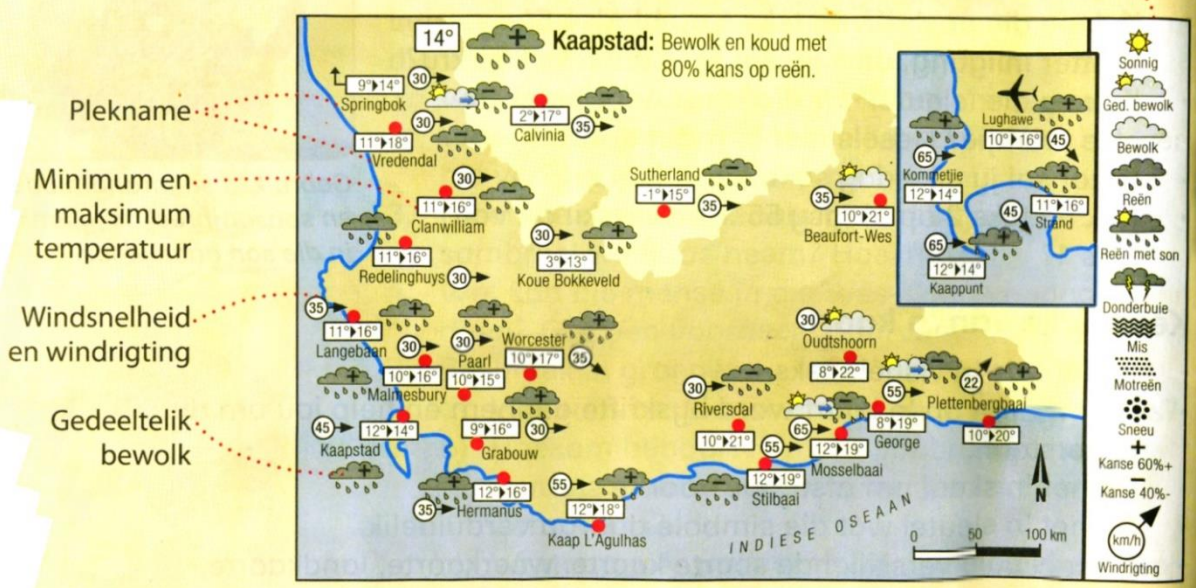 Plekname
Minimum en
maksimum
temperatuur
Windsnelheid
en windrigting
Gedeeltelik
bewolk
14°
Kaapstad: Bewolk en koud met
80% kans op reën.
9°▶14°
30
Springbok
30
11°▶18°
Vredendal
2°▶17°
Calvinia
35
30
11°▶16°
Clanwilliam
Sutherland
-1°▶15°
35
35
10°▶21°
Beaufort-Wes
11°▶16°
Redelinghuys
30
30
3°▶13°
Koue Bokkeveld
35
11°▶16°
Langebaan
30
10°▶16°
Malmesbury
30
Paarl
10°▶15°
Worcester
10°▶17°
35
45
Kaapstad
12°▶14°
9°▶16°
Grabouw
30
35
12°▶16°
Hermanus
55
12°▶18°
Kaap L'Agulhas
30
Riversdal
10°▶21°
55
12°▶19°
Stilbaai
65
12°▶19°
Mosselbaai
30
Oudtshoorn
8°▶22°
55
8°▶19°
George
22
Plettenbergbaai
10°▶20°
INDIESE OSEAAN
N
0 50 100 km
Lughawe
10°▶16°
45
65
Kommetjie
12°▶14°
45
11°▶16°
Strand
65
12°▶14°
Kaappunt
Sonnig
Ged. bewolk
Bewolk
Reën
Reën met son
Donderbuie
Mis
Motreën
Sneeu
+
Kanse 60%+
−
Kanse 40%-
km/h
Windrigting